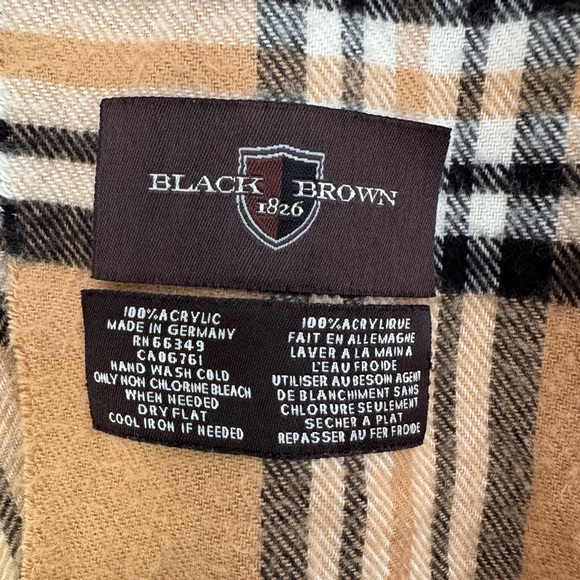 BLACK BROWN
1826
100% ACRYLIC
MADE IN GERMANY
RN 66349
CA06761
HAND WASH COLD
ONLY NON CHLORINE BLEACH
WHEN NEEDED
DRY FLAT
COOL IRON IF NEEDED
100% ACRYLIQUE
FAIT EN ALLEMAGNE
LAVER A LA MAIN A
L'EAU FROIDE
UTILISER AU BESOIN AGENT
DE BLANCHIMENT SANS
CHLORURE SEULEMENT
SECHER A PLAT
REPASSER AU FER FROIDE